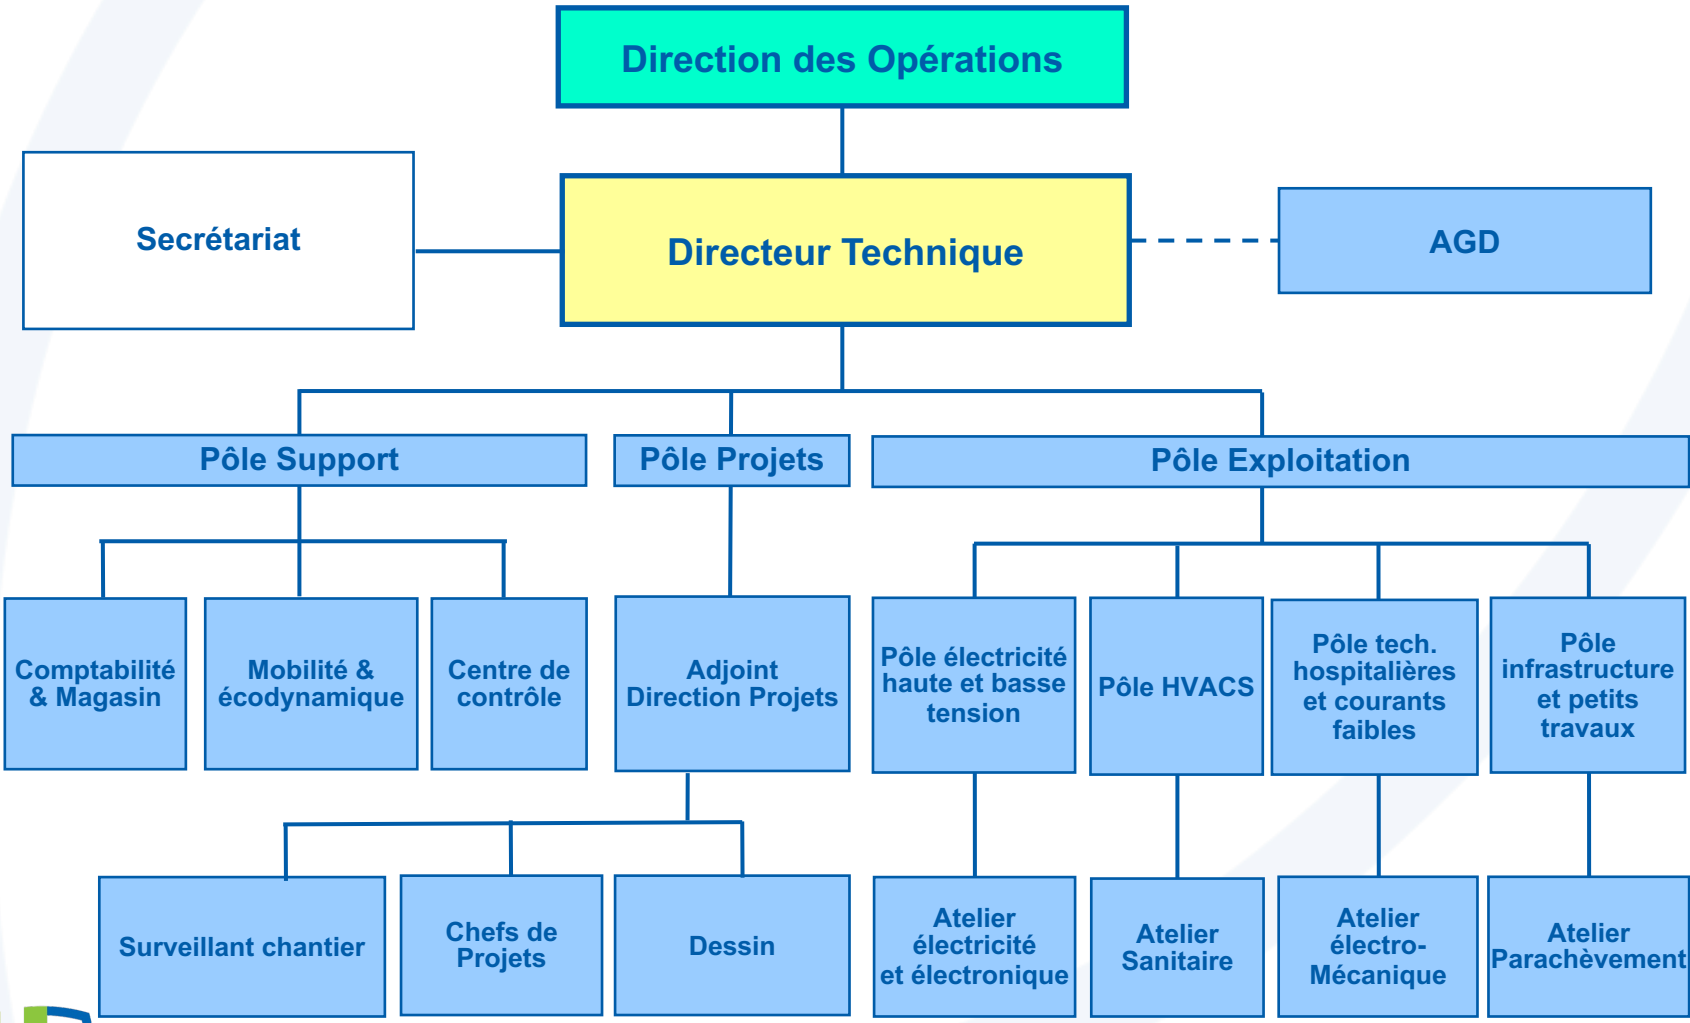 Direction des Opérations
Secrétariat
Directeur Technique
AGD
Pôle Support
Pôle Projets
Pôle Exploitation
Comptabilité
& Magasin
Mobilité &
écodynamique
Centre de
contrôle
Adjoint
Direction Projets
Pôle électricité
haute et basse
tension
Pôle HVACS
Pôle tech.
hospitalières
et courants
faibles
Pôle
infrastructure
et petits
travaux
Surveillant chantier
Chefs de
Projets
Dessin
Atelier
électricité
et électronique
Atelier
Sanitaire
Atelier
électro-
Mécanique
Atelier
Parachèvement